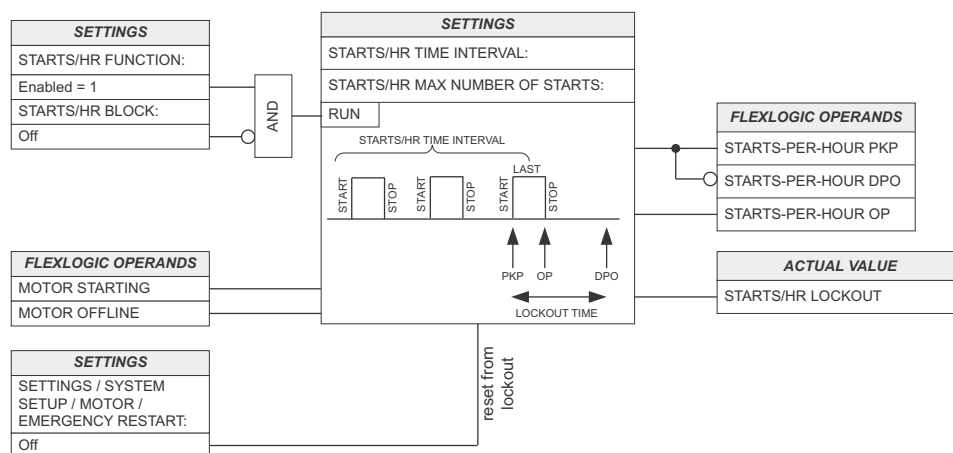 SETTINGS
STARTS/HR FUNCTION:
Enabled = 1
STARTS/HR BLOCK:
Off
AND
SETTINGS
STARTS/HR TIME INTERVAL:
STARTS/HR MAX NUMBER OF STARTS:
RUN
STARTS/HR TIME INTERVAL
LAST
START
STOP
START
STOP
START
STOP
PKP
OP
DPO
LOCKOUT TIME
FLEXLOGIC OPERANDS
STARTS-PER-HOUR PKP
STARTS-PER-HOUR DPO
STARTS-PER-HOUR OP
ACTUAL VALUE
STARTS/HR LOCKOUT
FLEXLOGIC OPERANDS
MOTOR STARTING
MOTOR OFFLINE
SETTINGS
SETTINGS / SYSTEM
SETUP / MOTOR /
EMERGENCY RESTART:
Off
reset from
lockout